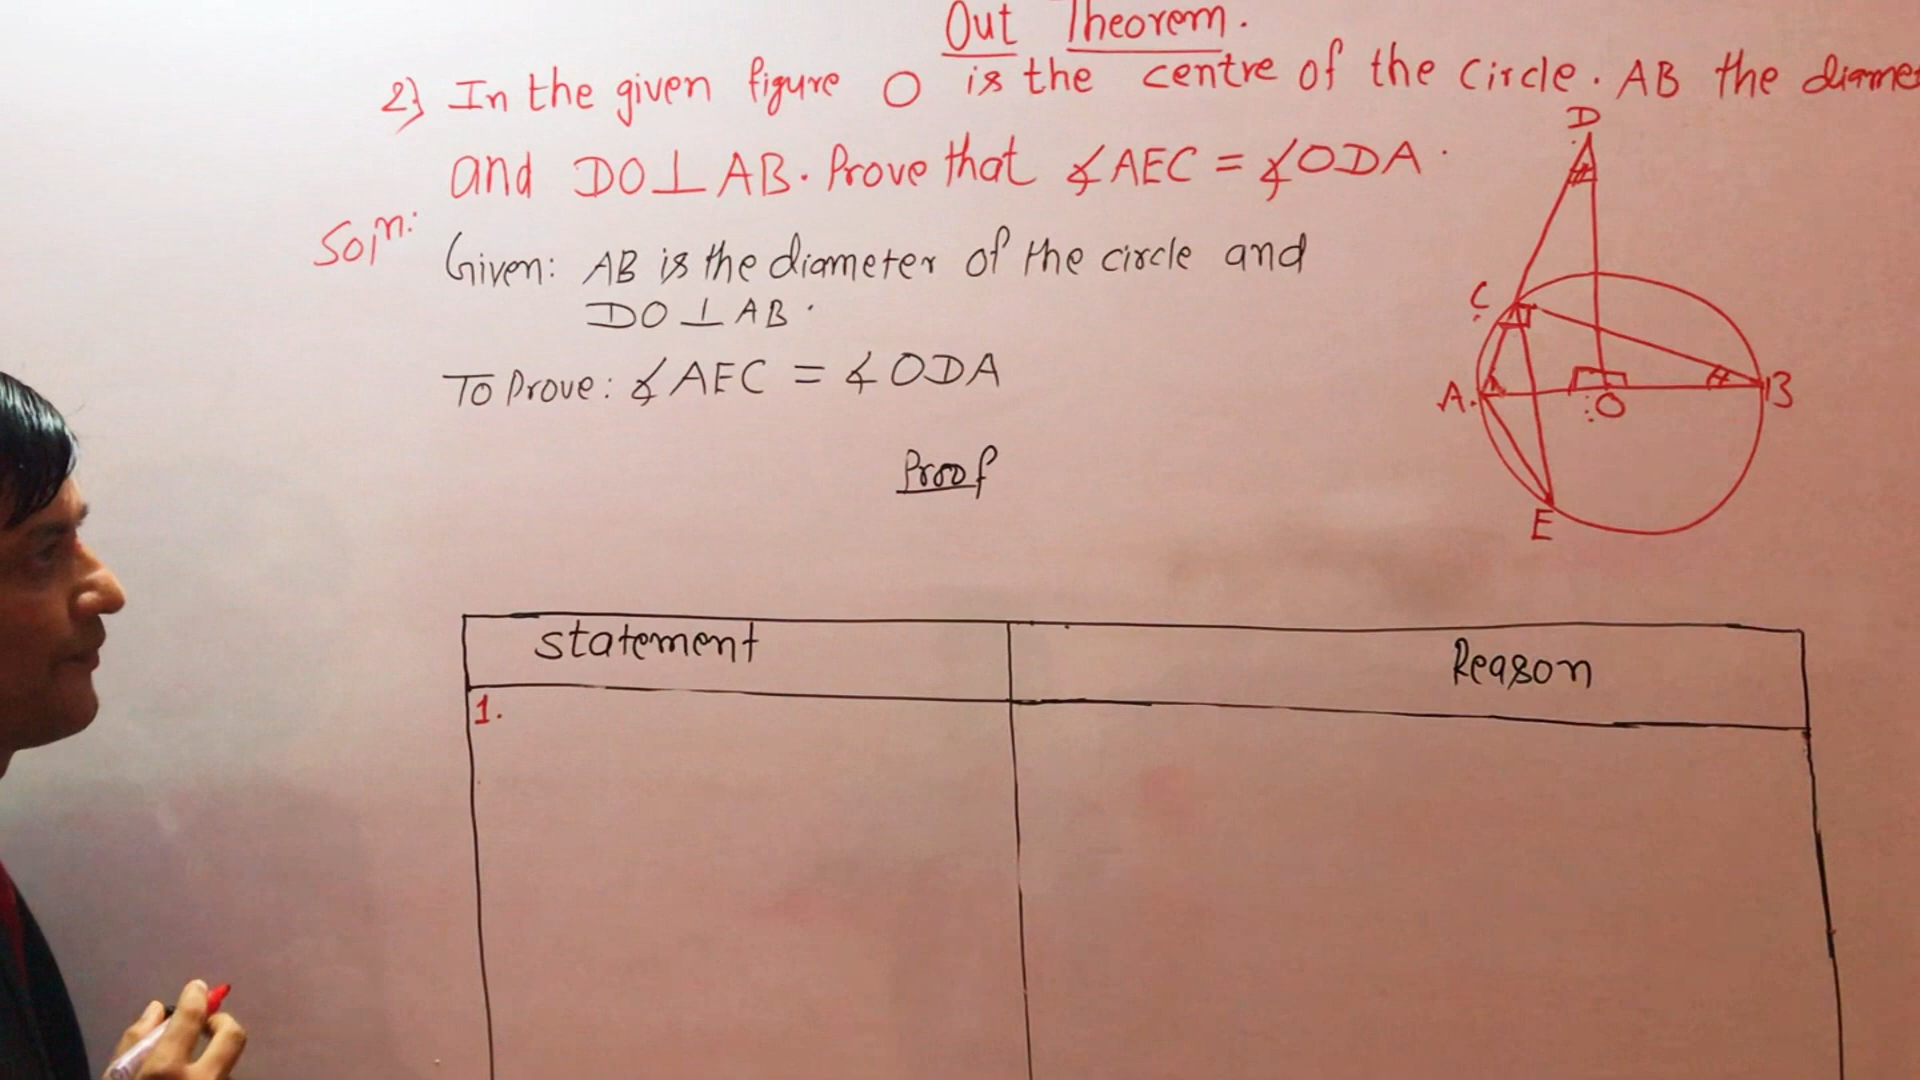 Out Theorem.
2) In the given figure O is the centre of the circle. AB the diame
and DO⊥AB. Prove that ∡AEC = ∡ODA.
Soln:
Given: AB is the diameter of the circle and
DO ⊥ AB.
To Prove: ∡AEC = ∡ODA
Proof
D
C
A.
O
B
E
Statement Reason
1.